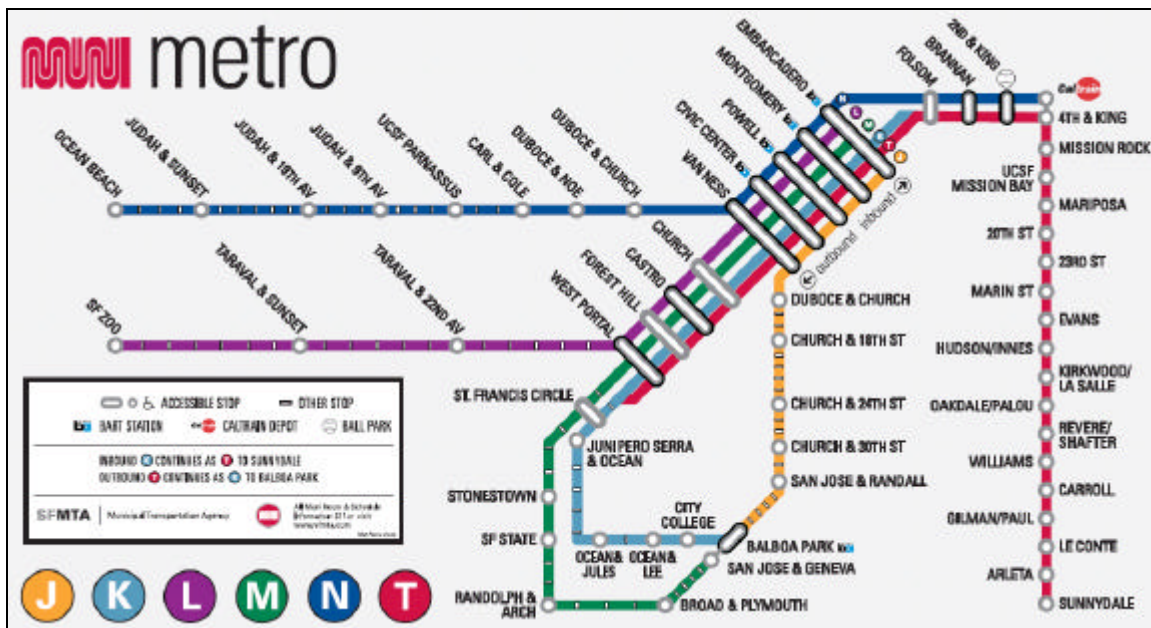 MUNI metro
OCEAN BEACH
JUDAH & SUNSET
JUDAH & 19TH AV
JUDAH & 9TH AV
UCSF PARNASSUS
CARL & COLE
DUBOCE & NOE
DUBOCE & CHURCH
VAN NESS
CIVIC CENTER
POWELL
MONTGOMERY
EMBARCADERO
FOLSOM
BRANNAN
2ND & KING
Caltrain
4TH & KING
MISSION ROCK
UCSF
MISSION BAY
MARIPOSA
20TH ST
23RD ST
MARIN ST
EVANS
HUDSON/INNES
KIRKWOOD/
LA SALLE
OAKDALE/PALOU
REVERE/
SHAFTER
WILLIAMS
CARROLL
GILMAN/PAUL
LE CONTE
ARLETA
SUNNYDALE
N
L
M
K
T
J
inbound
outbound
SF ZOO
TARAVAL & SUNSET
TARAVAL & 22ND AV
WEST PORTAL
FOREST HILL
CASTRO
CHURCH
DUBOCE & CHURCH
CHURCH & 18TH ST
CHURCH & 24TH ST
CHURCH & 30TH ST
SAN JOSE & RANDALL
ST. FRANCIS CIRCLE
JUNIPERO SERRA
& OCEAN
STONESTOWN
SF STATE
RANDOLPH &
ARCH
OCEAN &
JULES
OCEAN &
LEE
CITY
COLLEGE
BALBOA PARK
SAN JOSE & GENEVA
BROAD & PLYMOUTH
ACCESSIBLE STOP
OTHER STOP
BART STATION
Caltrain CALTRAIN DEPOT
BALL PARK
INBOUND K CONTINUES AS T TO SUNNYDALE
OUTBOUND T CONTINUES AS K TO BALBOA PARK
SFMTA Municipal Transportation Agency
J K L M N T